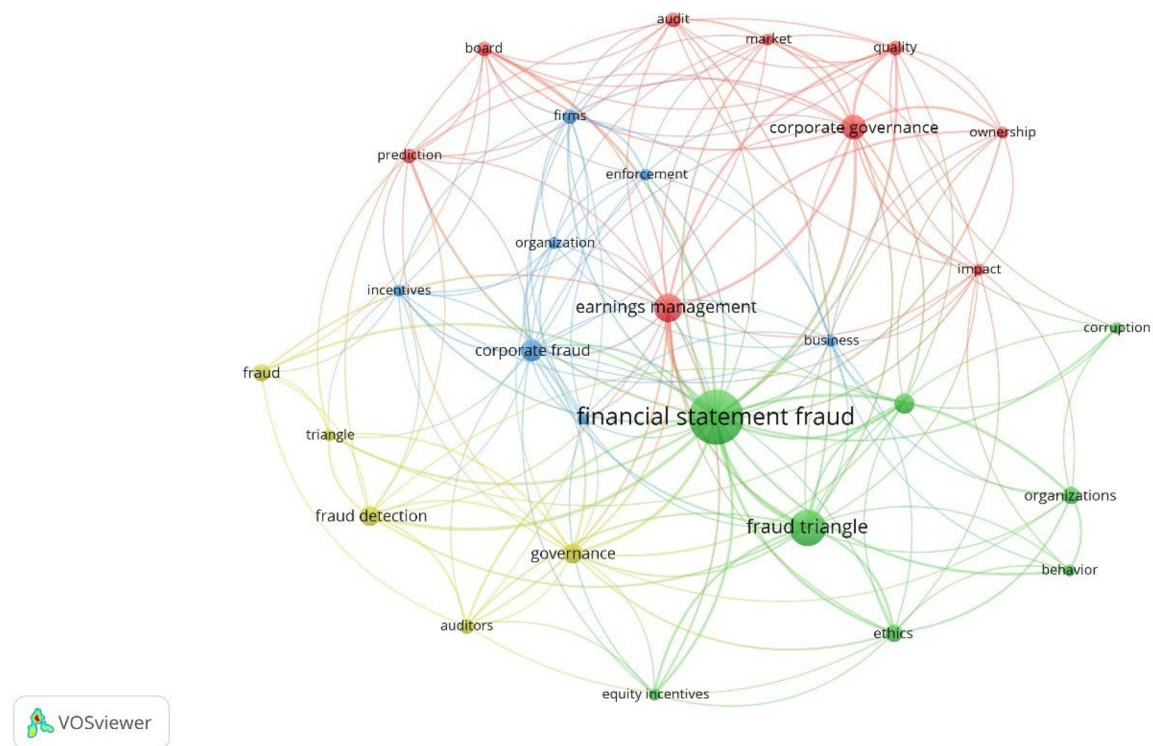 audit
market
board
quality
firms
corporate governance
ownership
prediction
enforcement
organization
impact
incentives
earnings management
corruption
business
corporate fraud
fraud
financial statement fraud
triangle
organizations
fraud detection
fraud triangle
governance
behavior
auditors
ethics
equity incentives
VOSviewer